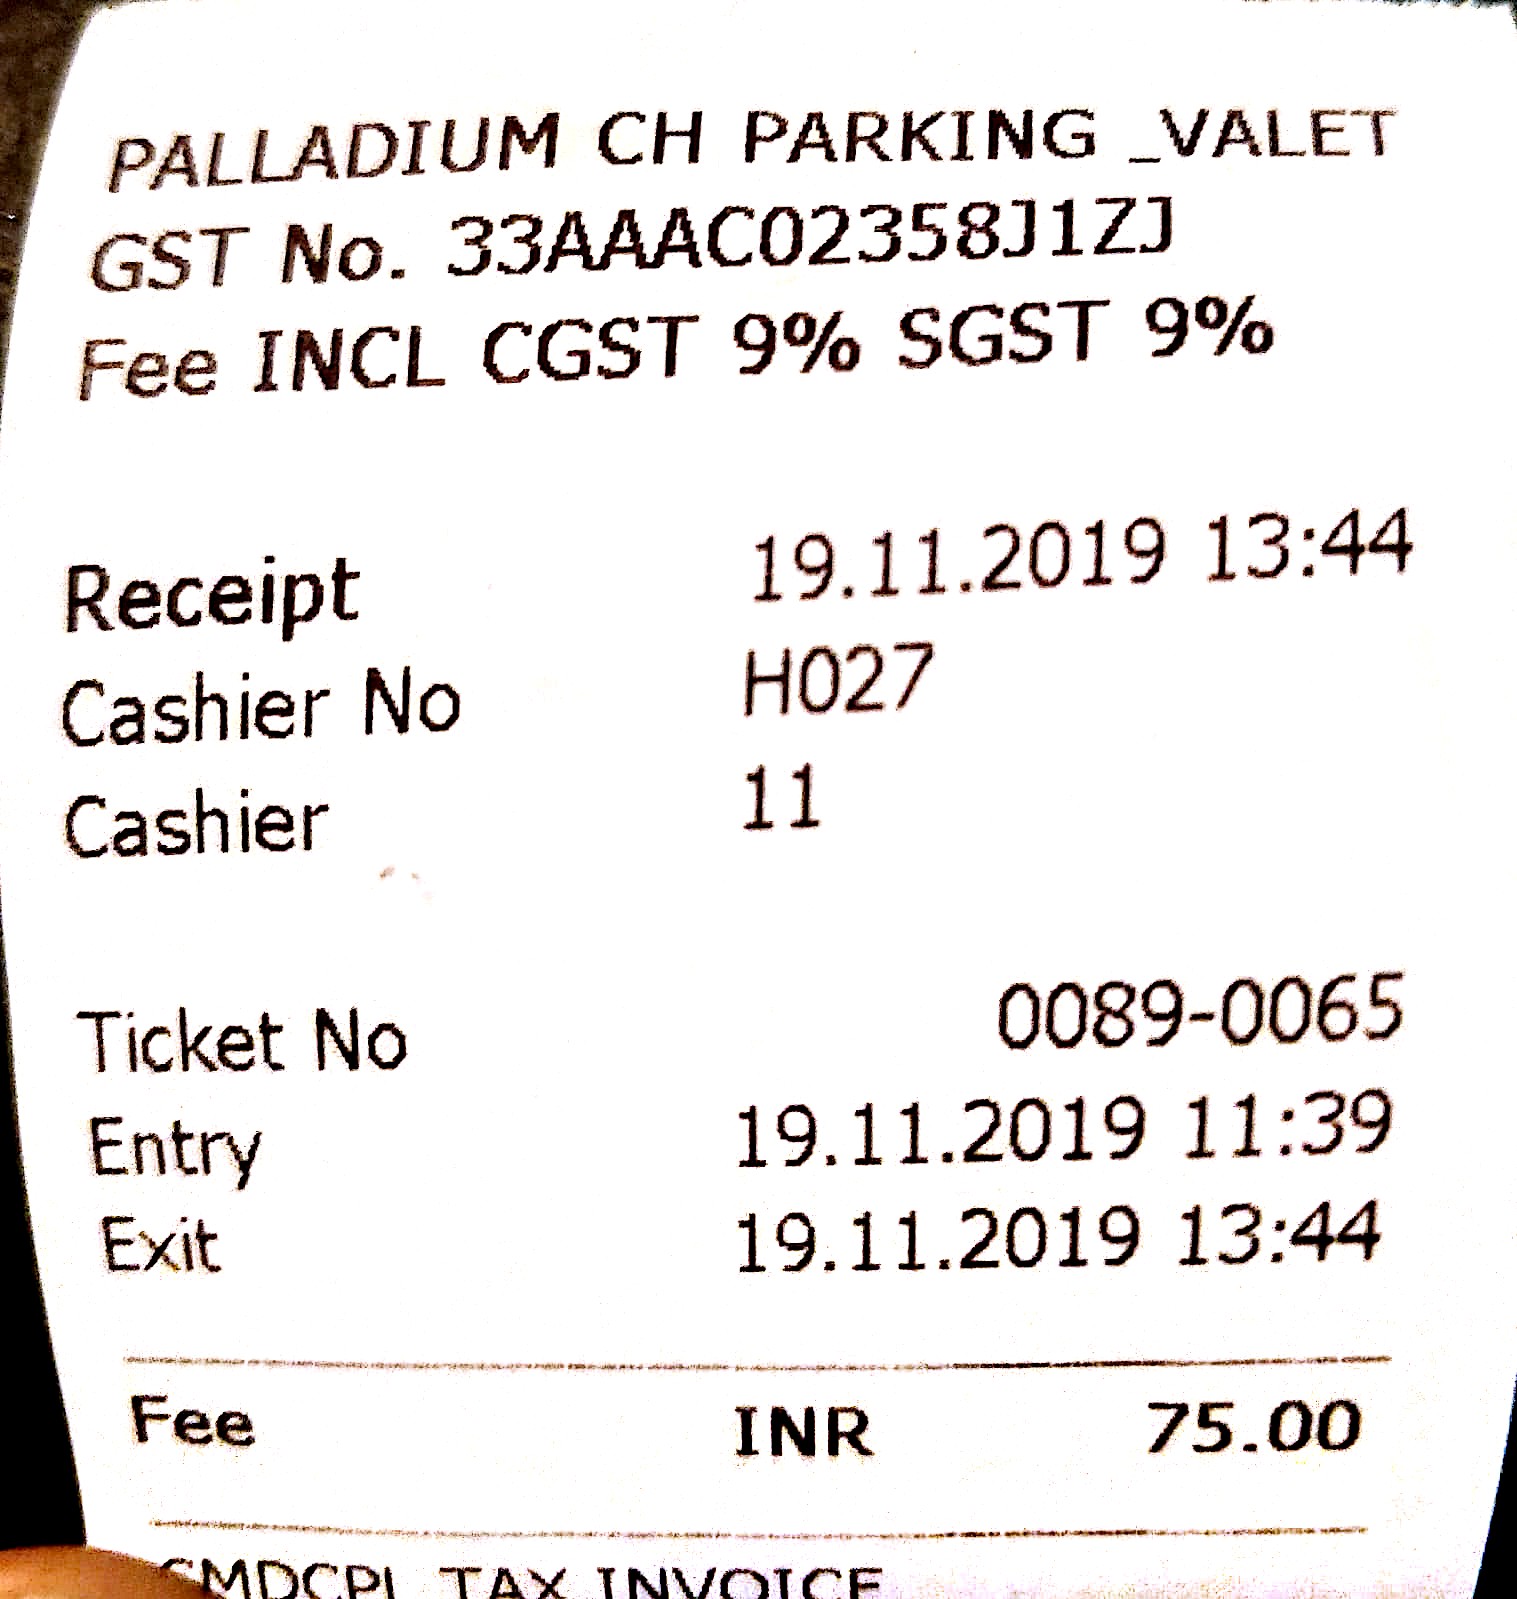 PALLADIUM CH PARKING _VALET
GST No. 33AAACO2358J1ZJ
Fee INCL CGST 9% SGST 9%
Receipt 19.11.2019 13:44
Cashier No H027
Cashier 11
Ticket No 0089-0065
Entry 19.11.2019 11:39
Exit 19.11.2019 13:44
Fee INR 75.00
TAX INVOICE